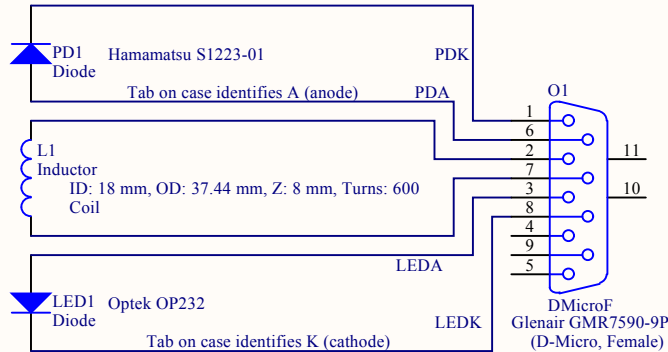 PD1
Diode
Hamamatsu S1223-01
PDK
Tab on case identifies A (anode)
PDA
L1
Inductor
ID: 18 mm, OD: 37.44 mm, Z: 8 mm, Turns: 600
Coil
LED1
Diode
Optek OP232
LEDA
LEDK
Tab on case identifies K (cathode)
O1
1
6
2
7
3
8
4
9
5
11
10
DMicroF
Glenair GMR7590-9P
(D-Micro, Female)